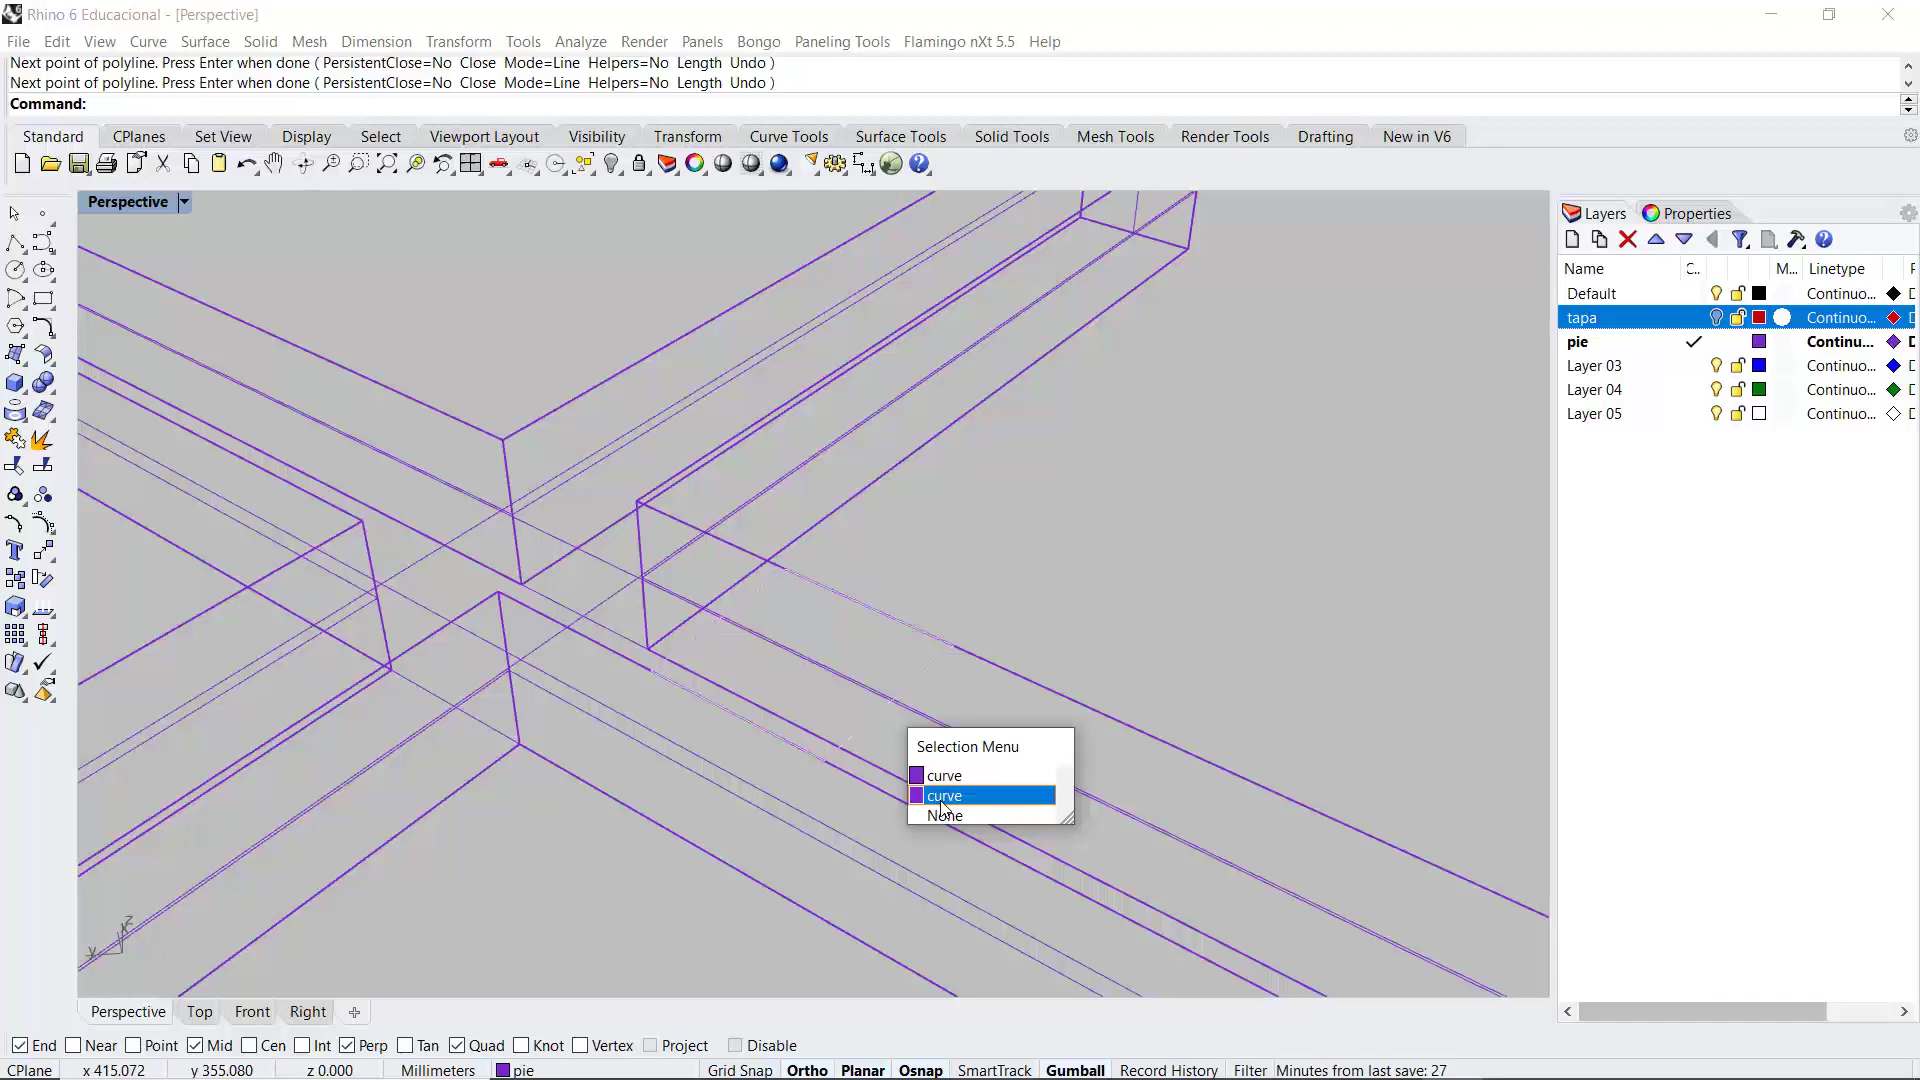 Rhino 6 Educacional - [Perspective]
File Edit View Curve Surface Solid Mesh Dimension Transform Tools Analyze Render Panels Bongo Paneling Tools Flamingo nXt 5.5 Help
Next point of polyline. Press Enter when done ( PersistentClose=No Close Mode=Line Helpers=No Length Undo )
Next point of polyline. Press Enter when done ( PersistentClose=No Close Mode=Line Helpers=No Length Undo )
Command:
Standard CPlanes Set View Display Select Viewport Layout Visibility Transform Curve Tools Surface Tools Solid Tools Mesh Tools Render Tools Drafting New in V6
Perspective
Layers Properties
Name C.. M... Linetype
Default Continuo...
tapa Continuo...
pie Continu...
Layer 03 Continuo...
Layer 04 Continuo...
Layer 05 Continuo...
Selection Menu
curve
curve
None
z
x
y
Perspective Top Front Right
End Near Point Mid Cen Int Perp Tan Quad Knot Vertex Project Disable
CPlane x 415.072 y 355.080 z 0.000 Millimeters pie Grid Snap Ortho Planar Osnap SmartTrack Gumball Record History Filter Minutes from last save: 27